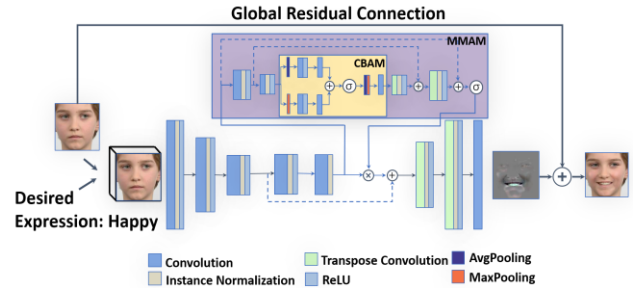 Global Residual Connection
MMAM
CBAM
σ
σ
Desired
Expression: Happy
Convolution
Transpose Convolution
AvgPooling
Instance Normalization
ReLU
MaxPooling